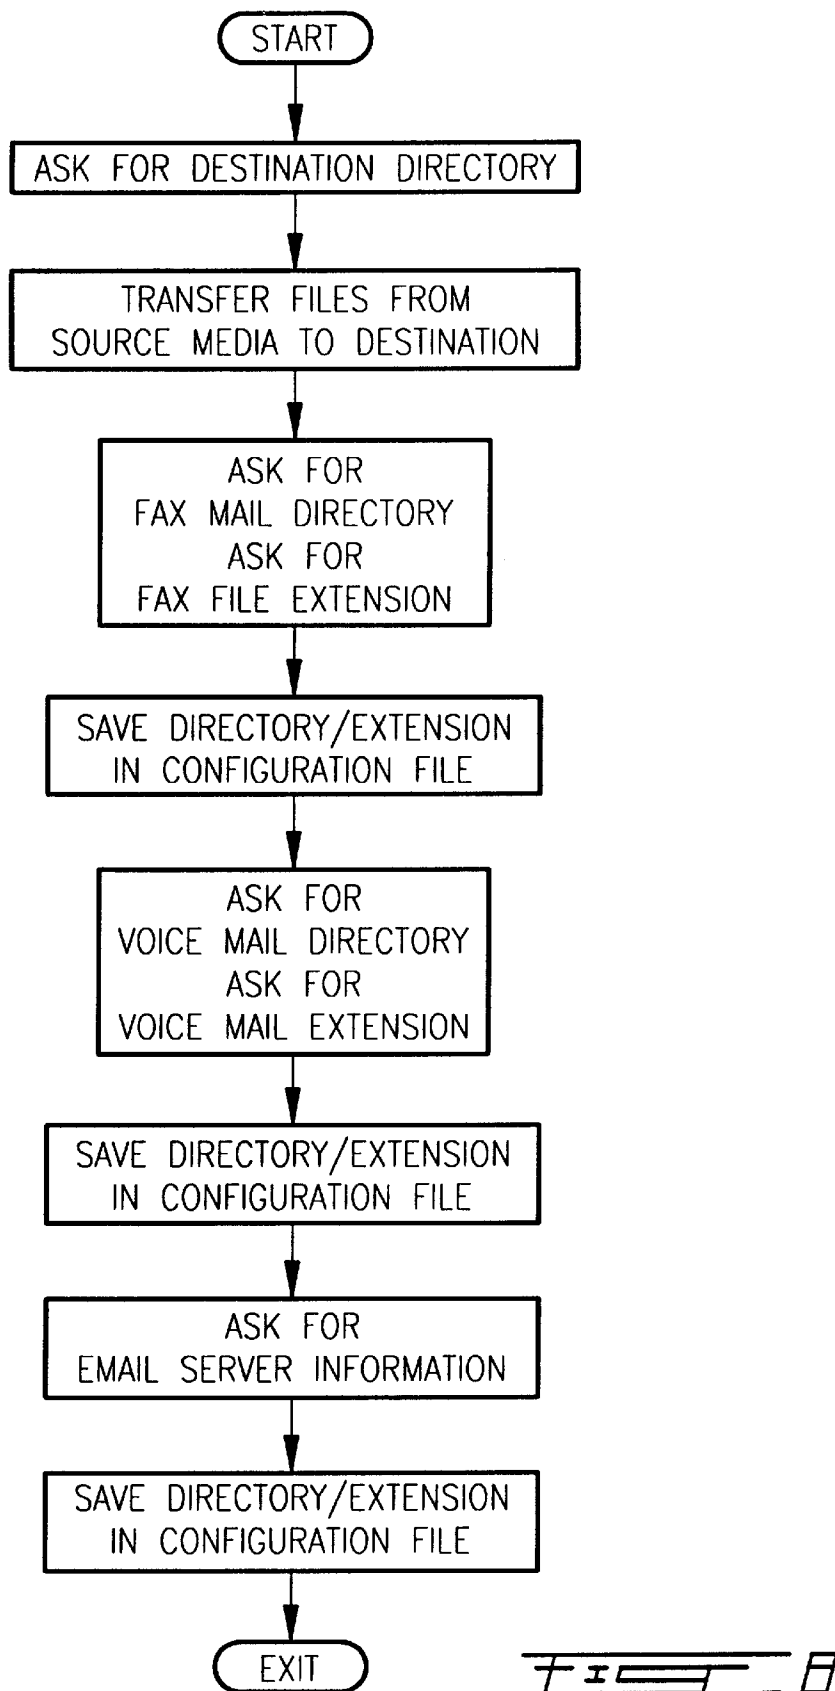 START
ASK FOR DESTINATION DIRECTORY
TRANSFER FILES FROM
SOURCE MEDIA TO DESTINATION
ASK FOR
FAX MAIL DIRECTORY
ASK FOR
FAX FILE EXTENSION
SAVE DIRECTORY/EXTENSION
IN CONFIGURATION FILE
ASK FOR
VOICE MAIL DIRECTORY
ASK FOR
VOICE MAIL EXTENSION
SAVE DIRECTORY/EXTENSION
IN CONFIGURATION FILE
ASK FOR
EMAIL SERVER INFORMATION
SAVE DIRECTORY/EXTENSION
IN CONFIGURATION FILE
EXIT